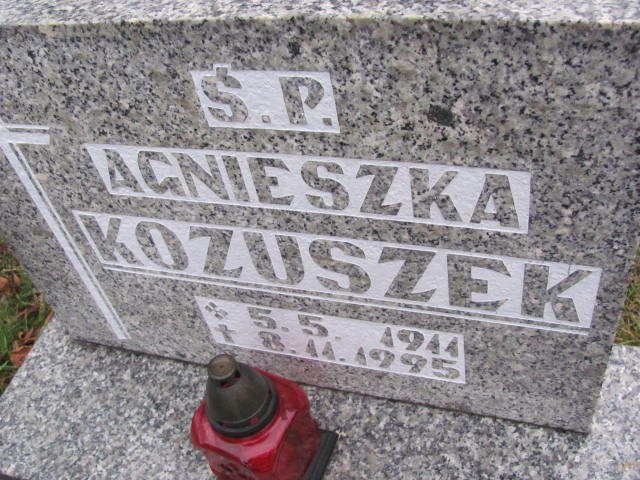 Ś.P.
AGNIESZKA
KOZUSZEK
* 5.5. 1911
† 8.11.1995